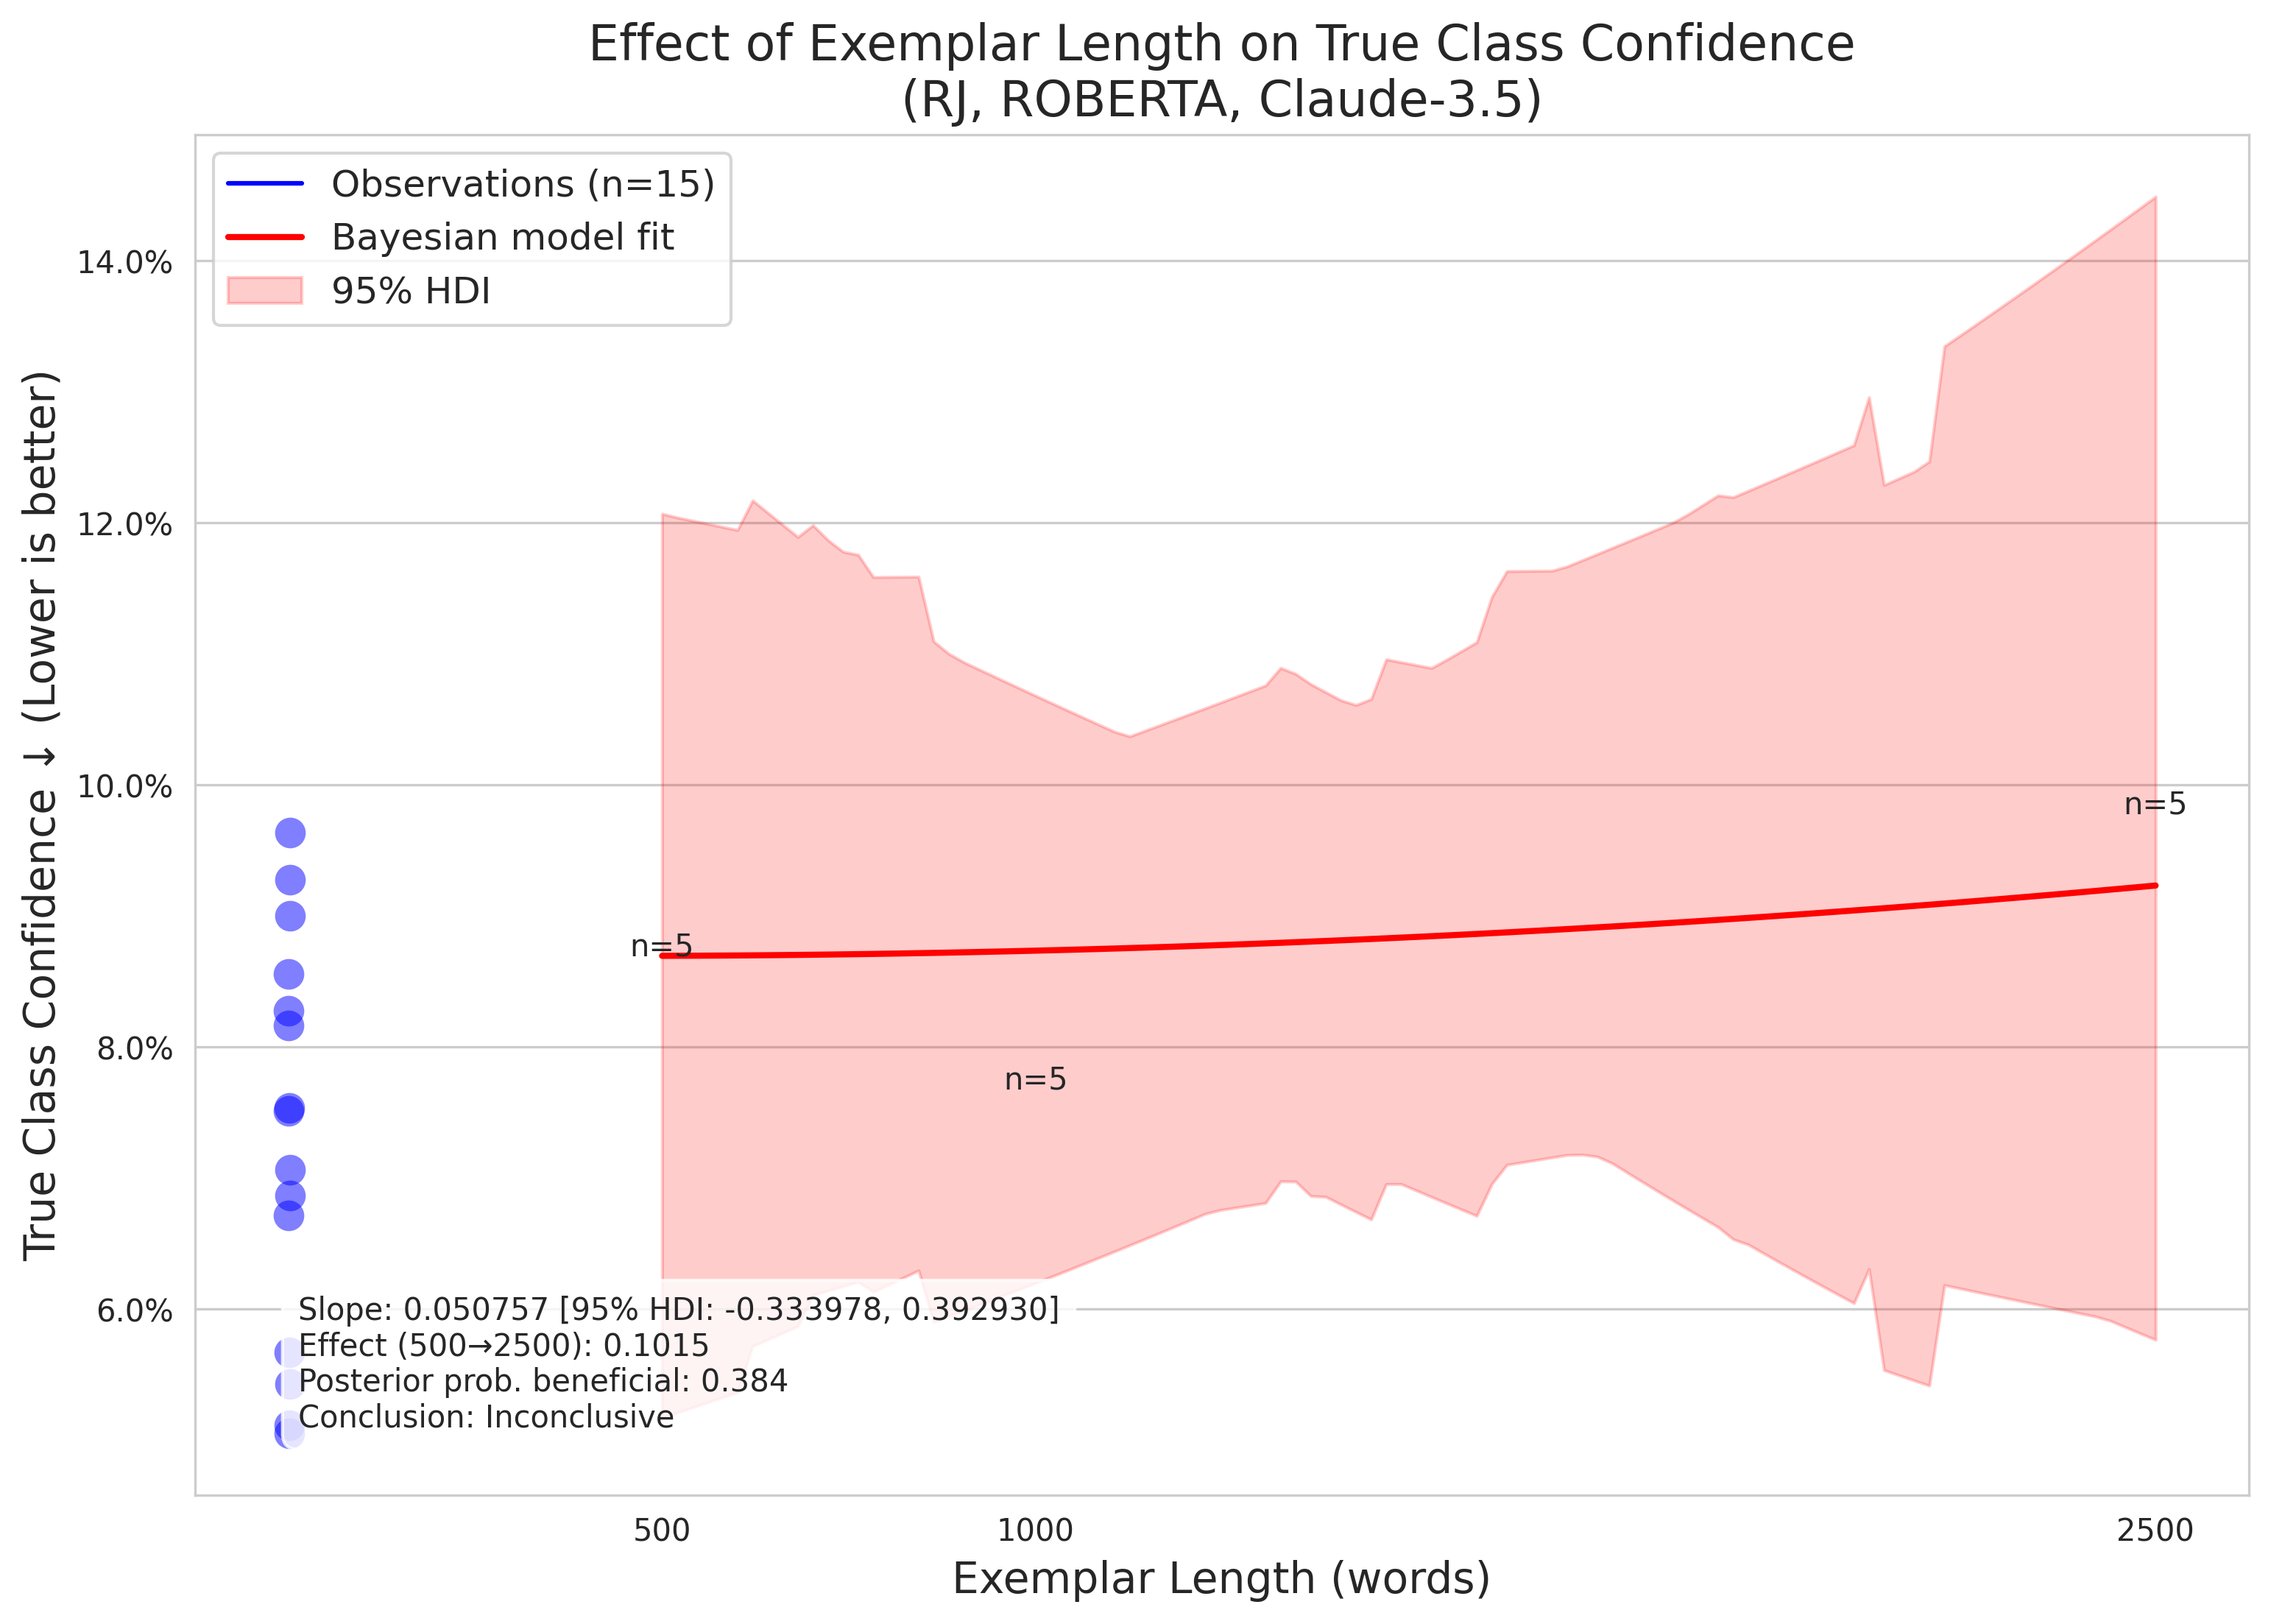 Effect of Exemplar Length on True Class Confidence
(RJ, ROBERTA, Claude-3.5)
Observations (n=15)
Bayesian model fit
95% HDI
True Class Confidence ↓ (Lower is better)
14.0%
12.0%
10.0%
8.0%
6.0%
n=5
n=5
n=5
Slope: 0.050757 [95% HDI: -0.333978, 0.392930]
Effect (500→2500): 0.1015
Posterior prob. beneficial: 0.384
Conclusion: Inconclusive
500
1000
2500
Exemplar Length (words)